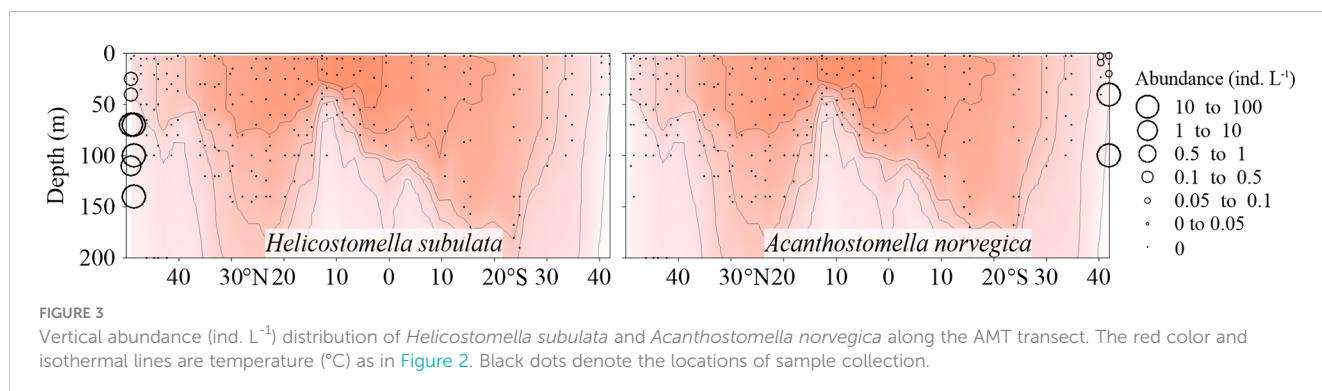 0
50
100
150
200
Depth (m)
Helicostomella subulata
Acanthostomella norvegica
40 30°N 20 10 0 10 20°S 30 40
40 30°N 20 10 0 10 20°S 30 40
Abundance (ind. L⁻¹)
10 to 100
1 to 10
0.5 to 1
0.1 to 0.5
0.05 to 0.1
0 to 0.05
0
FIGURE 3
Vertical abundance (ind. L⁻¹) distribution of Helicostomella subulata and Acanthostomella norvegica along the AMT transect. The red color and
isothermal lines are temperature (°C) as in Figure 2. Black dots denote the locations of sample collection.